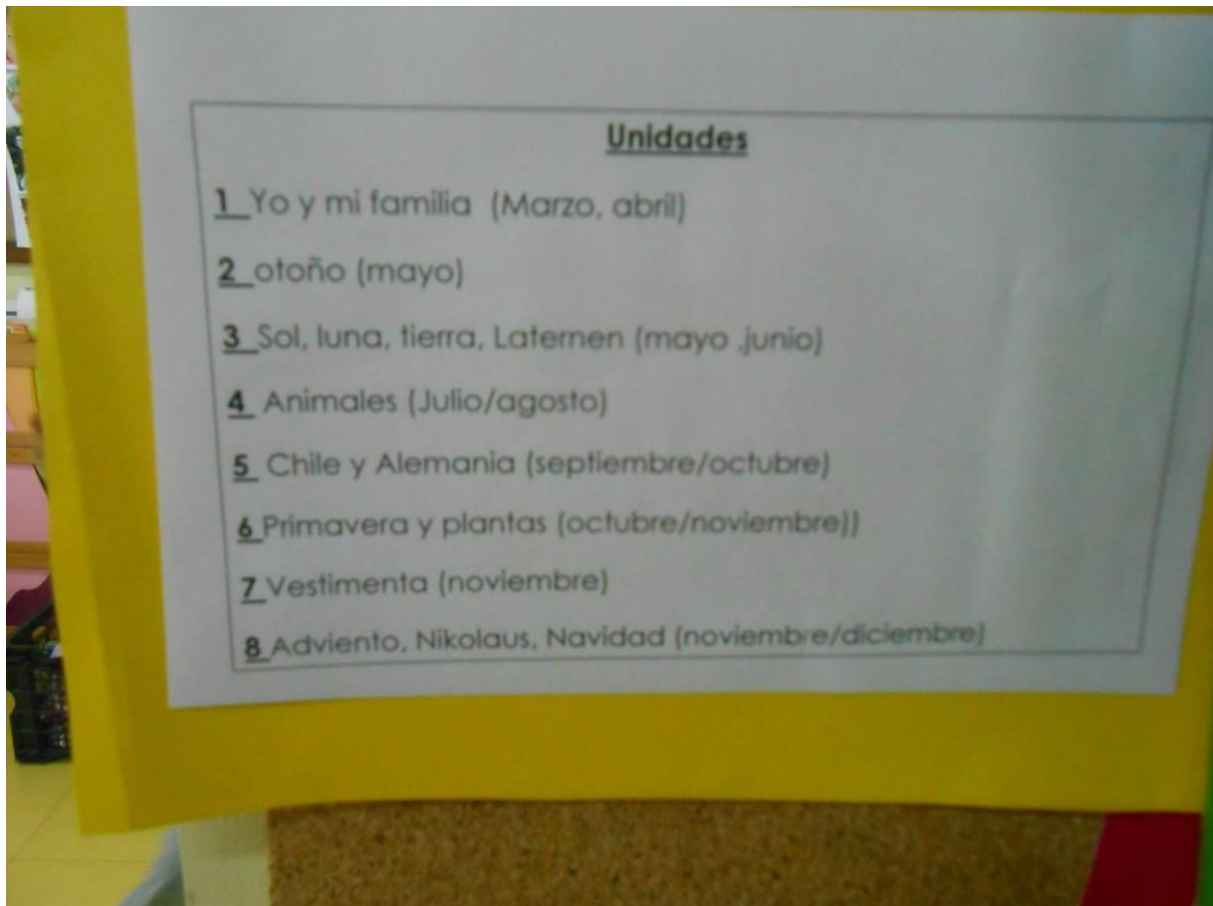 Unidades
1 Yo y mi familia (Marzo, abril)
2 otoño (mayo)
3 Sol, luna, tierra, Laternen (mayo ,junio)
4 Animales (Julio/agosto)
5 Chile y Alemania (septiembre/octubre)
6 Primavera y plantas (octubre/noviembre))
7 Vestimenta (noviembre)
8 Adviento, Nikolaus, Navidad (noviembre/diciembre)